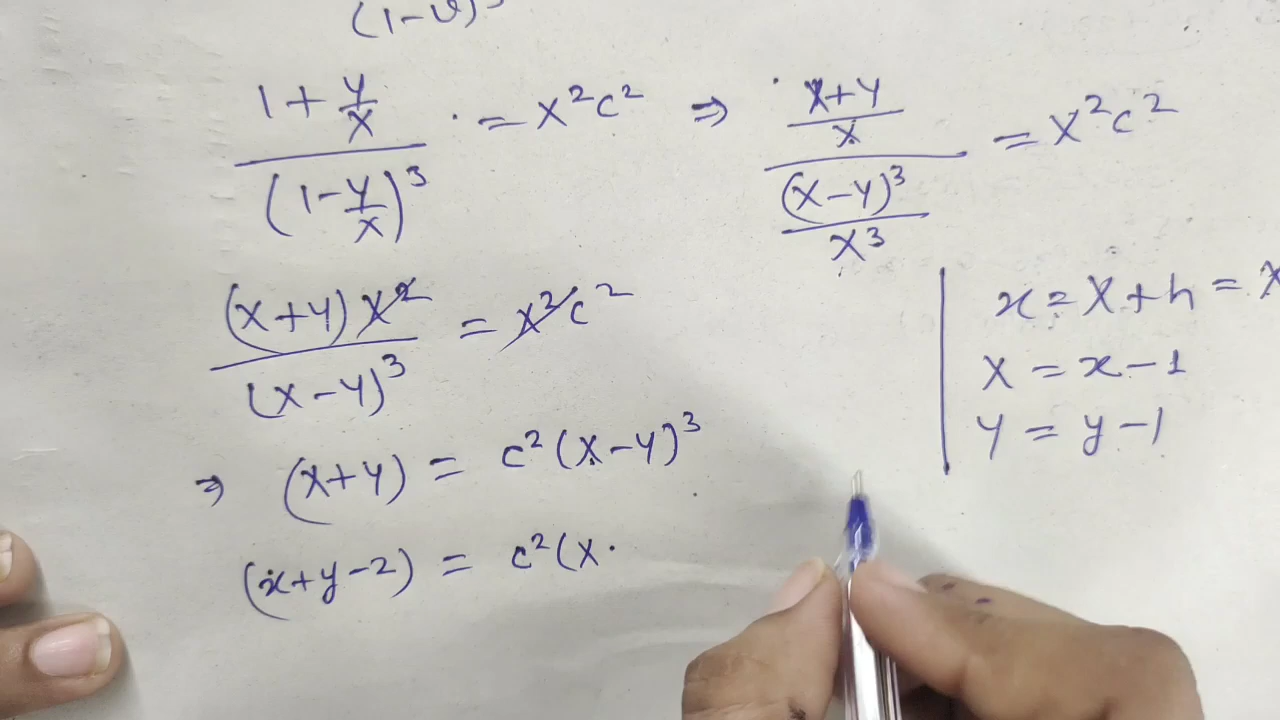 (1-v)³
(1 + Y/X) / (1 - Y/X)³ = X²c² ⇒ ((X+Y)/X) / ((X-Y)³/X³) = X²c²
(X+Y) X² / (X-Y)³ = X²c²
x = X + h = X
X = x - 1
Y = y - 1
⇒ (X+Y) = c² (X-Y)³
(x+y-2) = c² (x